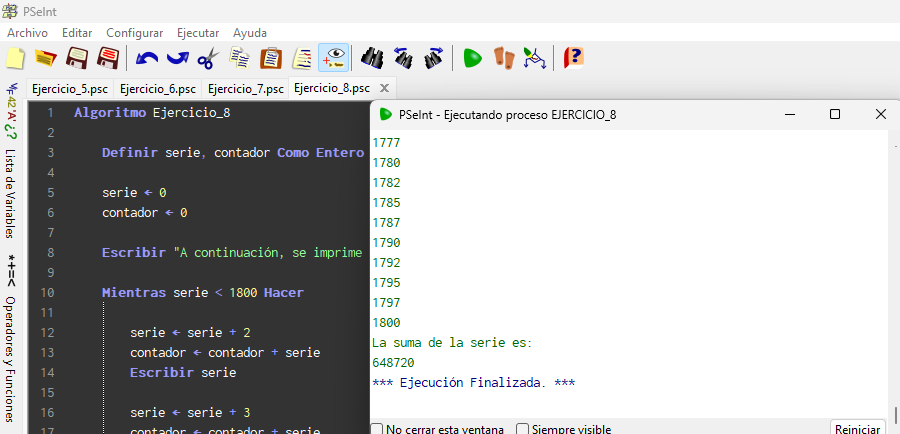 PSeInt
Archivo Editar Configurar Ejecutar Ayuda
Ejercicio_5.psc Ejercicio_6.psc Ejercicio_7.psc Ejercicio_8.psc
1 Algoritmo Ejercicio_8
2
3 Definir serie, contador Como Entero
4
5 serie ← 0
6 contador ← 0
7
8 Escribir "A continuación, se imprime
9
10 Mientras serie < 1800 Hacer
11
12 serie ← serie + 2
13 contador ← contador + serie
14 Escribir serie
15
16 serie ← serie + 3
17 contador ← contador + serie
Lista de Variables
*+=<
Operadores y Funciones
PSeInt - Ejecutando proceso EJERCICIO_8
1777
1780
1782
1785
1787
1790
1792
1795
1797
1800
La suma de la serie es:
648720
*** Ejecución Finalizada. ***
No cerrar esta ventana Siempre visible Reiniciar